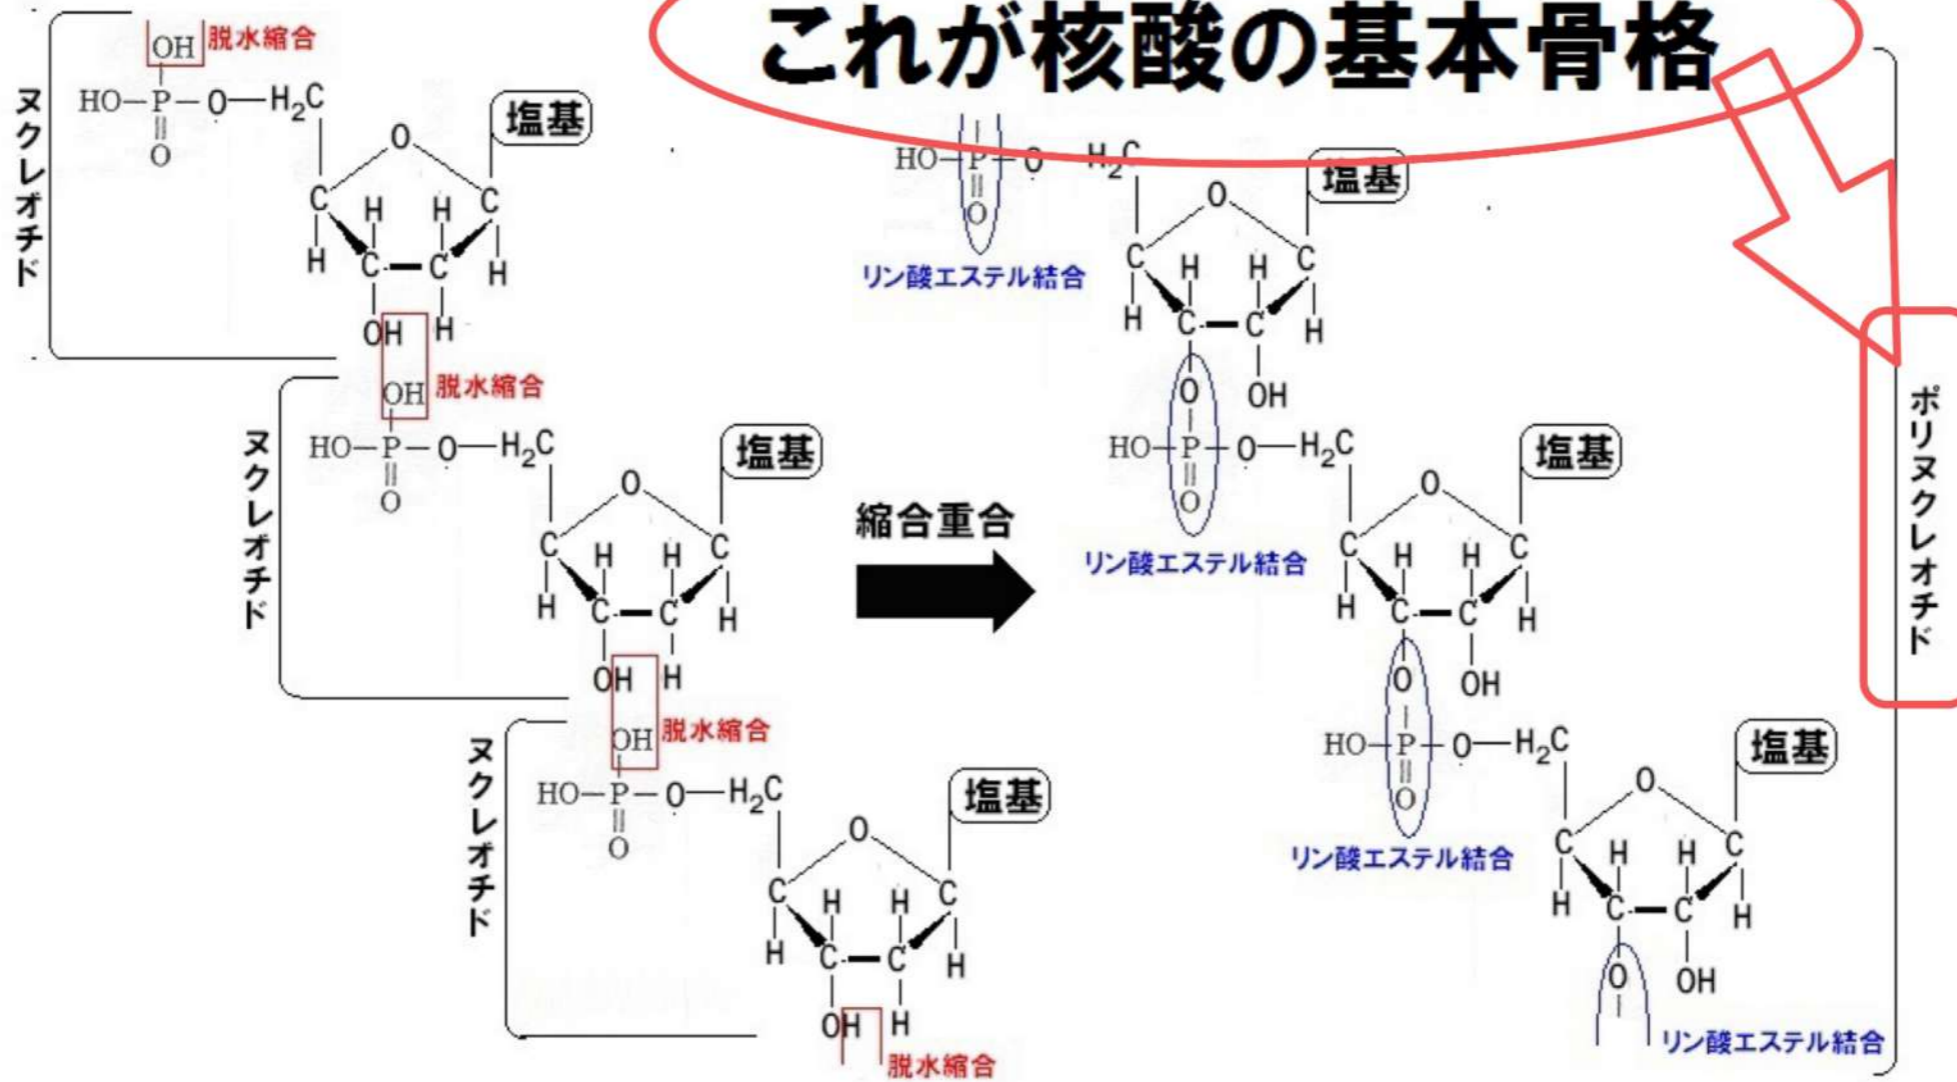 これが核酸の基本骨格
OH 脱水縮合
HO—P—O—H₂C
O
O
塩基
C
H
H
C
H
C
C
H
OH
H
ヌクレオチド
OH 脱水縮合
HO—P—O—H₂C
O
O
塩基
C
H
H
C
H
C
C
H
OH
H
ヌクレオチド
OH 脱水縮合
HO—P—O—H₂C
O
O
塩基
C
H
H
C
H
C
C
H
OH
H
脱水縮合
ヌクレオチド
縮合重合
HO—P—O H₂C
O
O
塩基
リン酸エステル結合
C
H
H
C
H
C
C
H
O
OH
HO—P—O—H₂C
O
O
塩基
リン酸エステル結合
C
H
H
C
H
C
C
H
O
OH
HO—P—O—H₂C
O
O
塩基
リン酸エステル結合
C
H
H
C
H
C
C
H
O
OH
リン酸エステル結合
ポリヌクレオチド